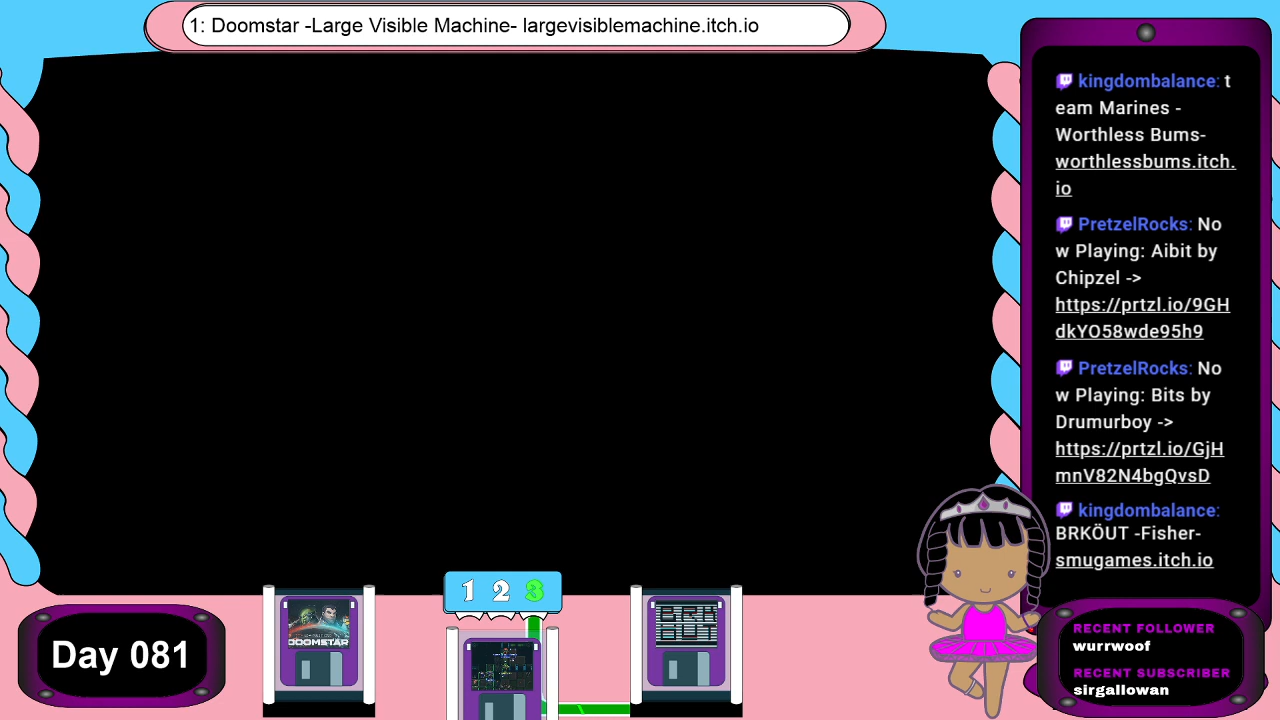 1: Doomstar -Large Visible Machine- largevisiblemachine.itch.io
kingdombalance: t
eam Marines -
Worthless Bums-
worthlessbums.itch.
io
PretzelRocks: No
w Playing: Aibit by
Chipzel ->
https://prtzl.io/9GH
dkYO58wde95h9
PretzelRocks: No
w Playing: Bits by
Drumurboy ->
https://prtzl.io/GjH
mnV82N4bgQvsD
kingdombalance:
BRKÖUT -Fisher-
smugames.itch.io
1 2 3
DOOMSTAR
BRK
OUT
Day 081
RECENT FOLLOWER
wurrwoof
RECENT SUBSCRIBER
sirgallowan